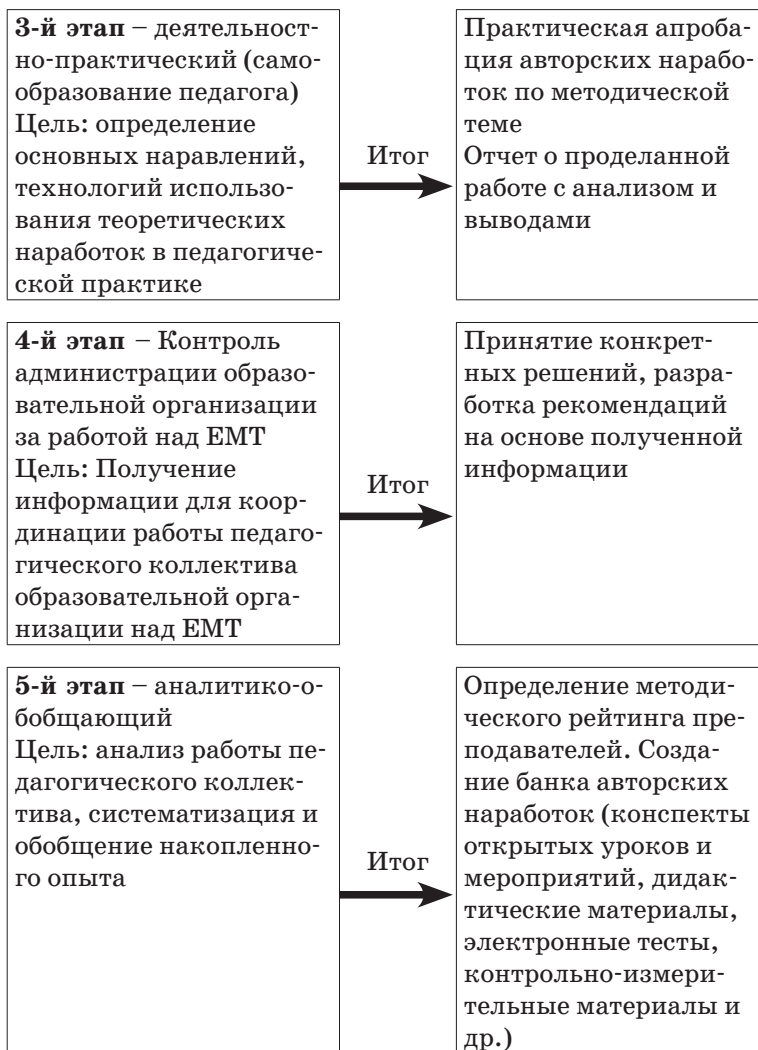 3-й этап – деятельност-
но-практический (само-
образование педагога)
Цель: определение
основных наравлений,
технологий использо-
вания теоретических
наработок в педагогиче-
ской практике
Итог
Практическая апроба-
ция авторских нарабо-
ток по методической
теме
Отчет о проделанной
работе с анализом и
выводами
4-й этап – Контроль
администрации образо-
вательной организации
за работой над ЕМТ
Цель: Получение
информации для коор-
динации работы педаго-
гического коллектива
образовательной орга-
низации над ЕМТ
Итог
Принятие конкрет-
ных решений, разра-
ботка рекомендаций
на основе полученной
информации
5-й этап – аналитико-о-
бобщающий
Цель: анализ работы пе-
дагогического коллек-
тива, систематизация и
обобщение накопленно-
го опыта
Итог
Определение методи-
ческого рейтинга пре-
подавателей. Созда-
ние банка авторских
наработок (конспекты
открытых уроков и
мероприятий, дидак-
тические материалы,
электронные тесты,
контрольно-измери-
тельные материалы и
др.)